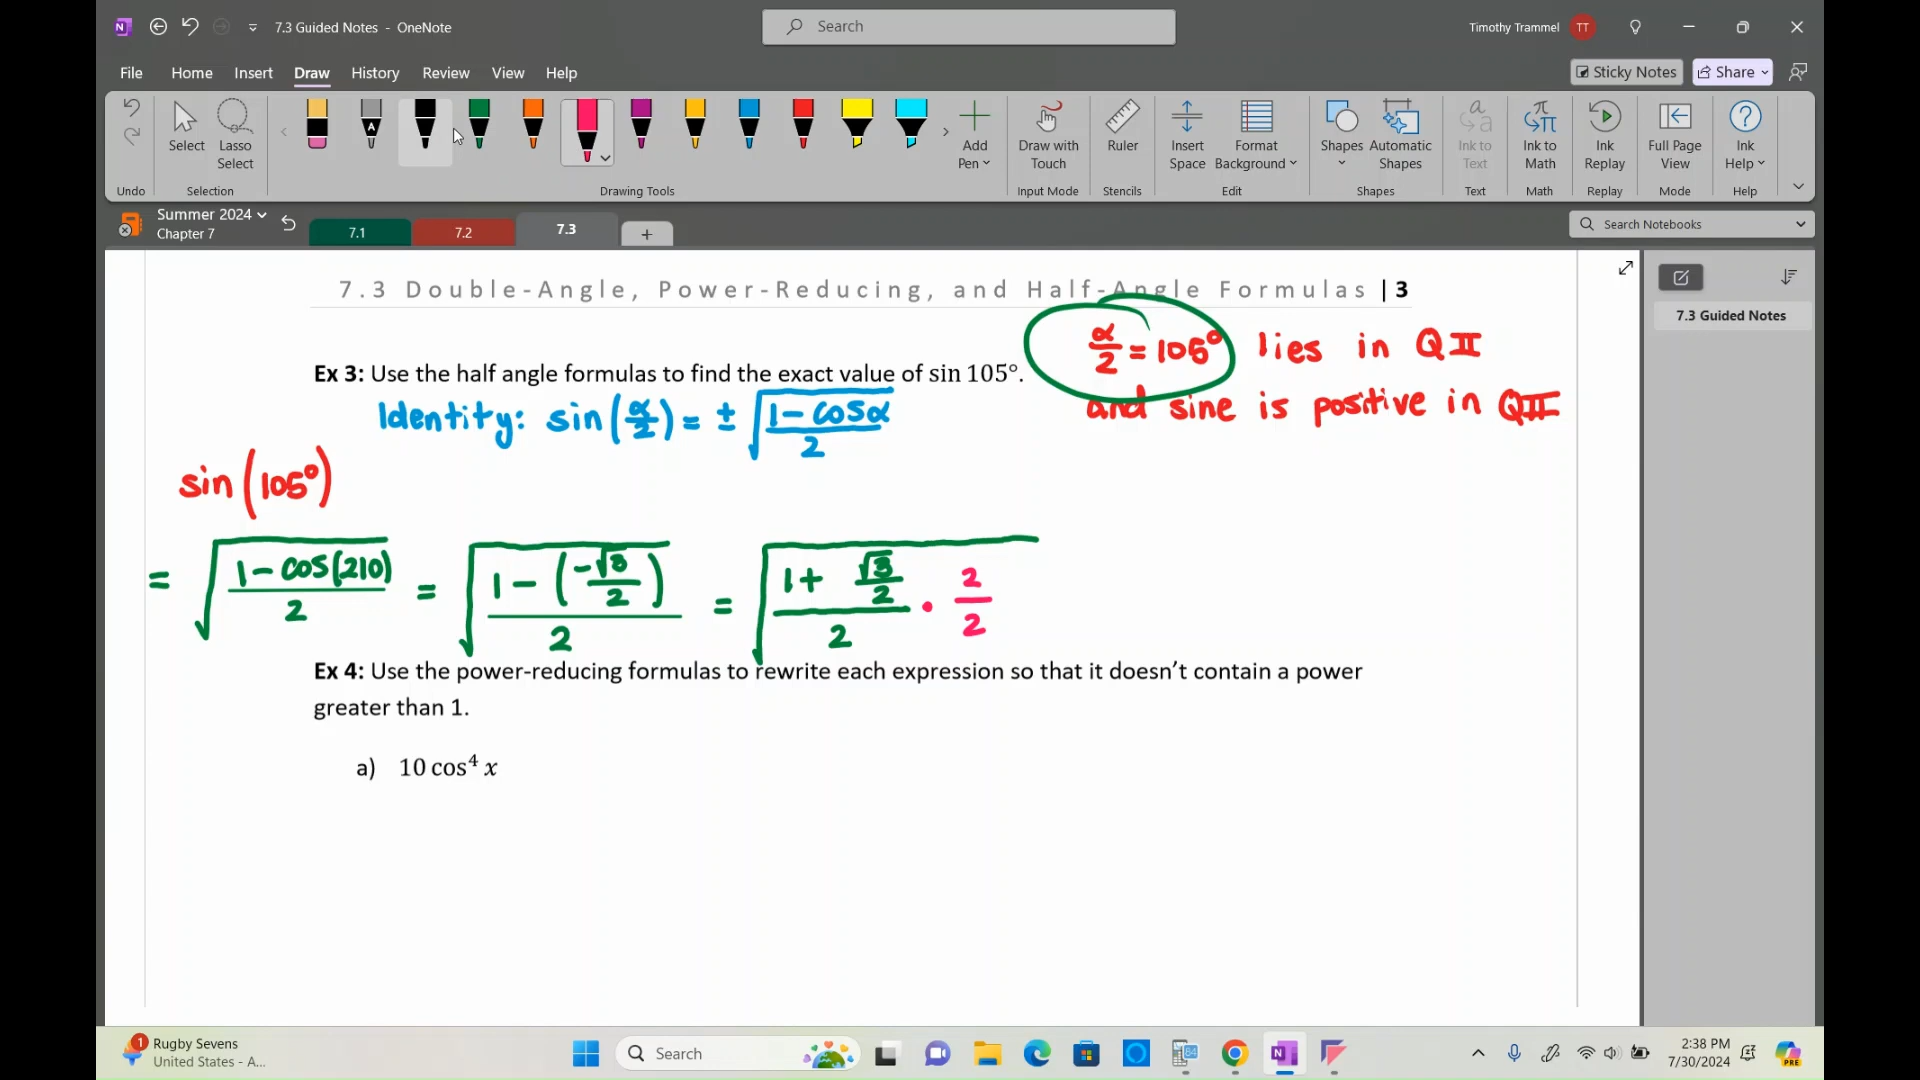 7.3 Guided Notes - OneNote
Search
Timothy Trammel TT
File Home Insert Draw History Review View Help
Sticky Notes Share
Undo
Select
Lasso Select
Selection
A
Drawing Tools
Add Pen
Draw with Touch
Input Mode
Ruler
Stencils
Insert Space
Format Background
Edit
Shapes
Automatic Shapes
Shapes
Ink to Text
Text
Ink to Math
Math
Ink Replay
Replay
Full Page View
Mode
Ink Help
Help
Summer 2024
Chapter 7
7.1 7.2 7.3 +
Search Notebooks
7.3 Guided Notes
7.3 Double-Angle, Power-Reducing, and Half-Angle Formulas | 3
α/2 = 105° lies in QII
and sine is positive in QII
Ex 3: Use the half angle formulas to find the exact value of sin 105°.
Identity: sin(α/2) = ± √((1 - cosα)/2)
sin(105°)
= √((1 - cos(210))/2) = √((1 - (-√3/2))/2) = √((1 + √3/2)/2 · 2/2)
Ex 4: Use the power-reducing formulas to rewrite each expression so that it doesn't contain a power
greater than 1.
a) 10 cos⁴ x
1
Rugby Sevens
United States - A...
Search
2:38 PM
7/30/2024
PRE